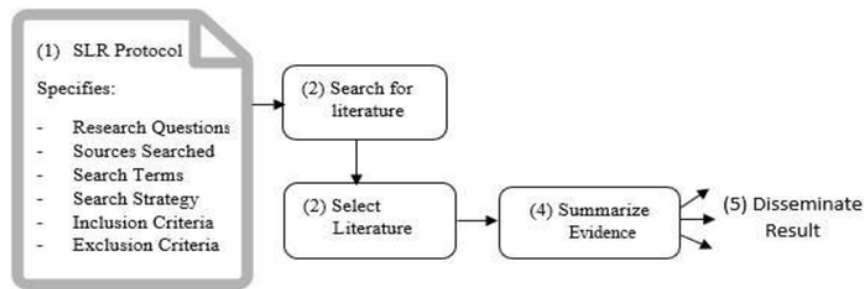 (1) SLR Protocol
Specifies:
- Research Questions
- Sources Searched
- Search Terms
- Search Strategy
- Inclusion Criteria
- Exclusion Criteria
(2) Search for
literature
(2) Select
Literature
(4) Summarize
Evidence
(5) Disseminate
Result